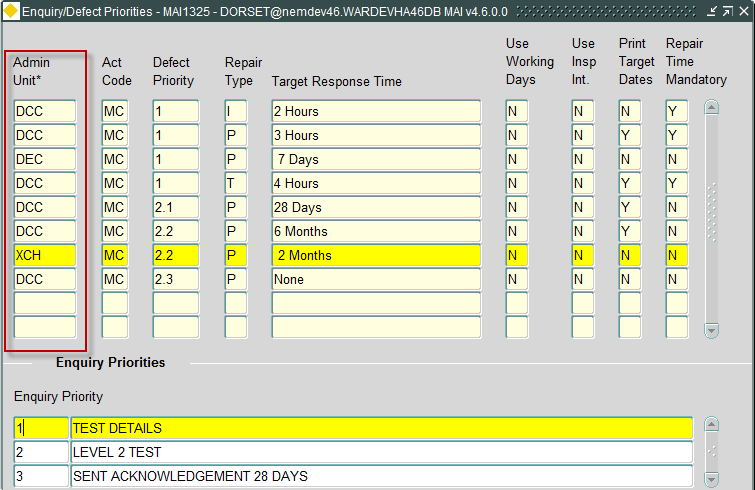 Enquiry/Defect Priorities - MAI1325 - DORSET@nemdev46.WARDEVHA46DB MAI v4.6.0.0
Admin Unit* Act Code Defect Priority Repair Type Target Response Time Use Working Days Use Insp Int. Print Target Dates Repair Time Mandatory
DCC MC 1 I 2 Hours N N N Y
DCC MC 1 P 3 Hours N N Y Y
DEC MC 1 P 7 Days N N N N
DCC MC 1 T 4 Hours N N Y Y
DCC MC 2.1 P 28 Days N N Y N
DCC MC 2.2 P 6 Months N N Y N
XCH MC 2.2 P 2 Months N N N N
DCC MC 2.3 P None N N N N
Enquiry Priorities
Enquiry Priority
1 TEST DETAILS
2 LEVEL 2 TEST
3 SENT ACKNOWLEDGEMENT 28 DAYS